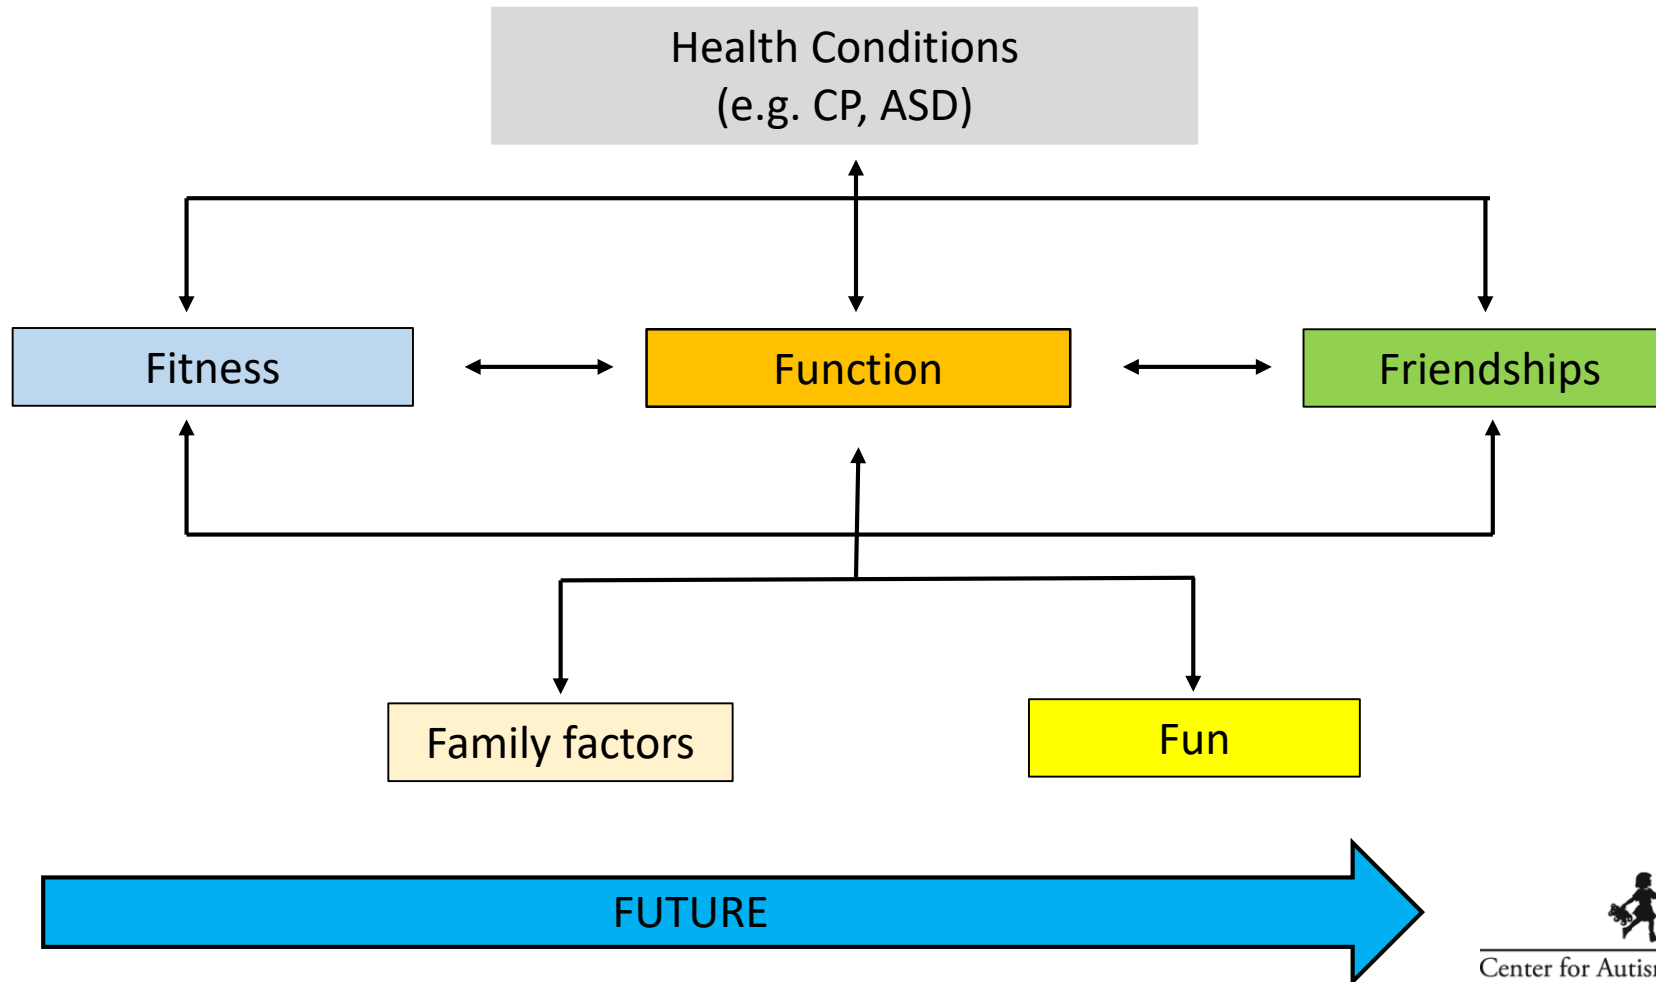 Health Conditions
(e.g. CP, ASD)
Fitness
Function
Friendships
Family factors
Fun
FUTURE
Center for